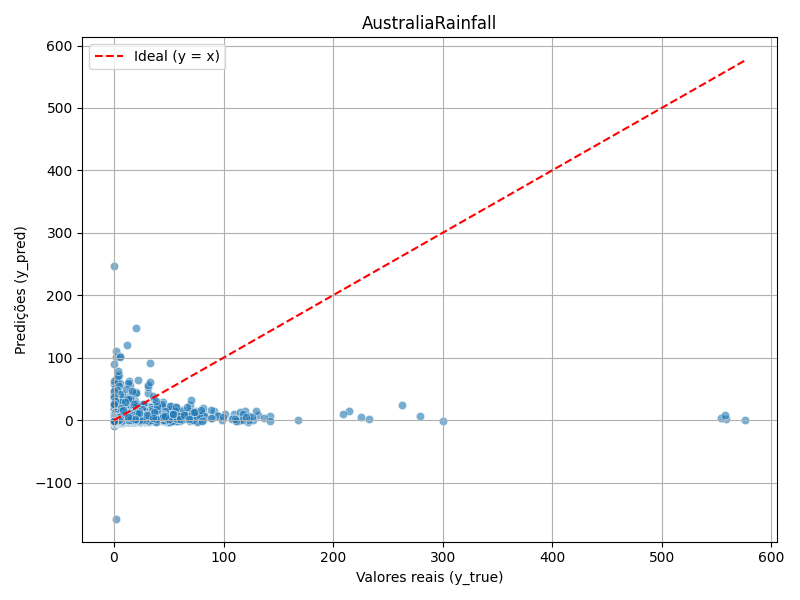 AustraliaRainfall
Ideal (y = x)
Predições (y_pred)
600
500
400
300
200
100
0
−100
0 100 200 300 400 500 600
Valores reais (y_true)